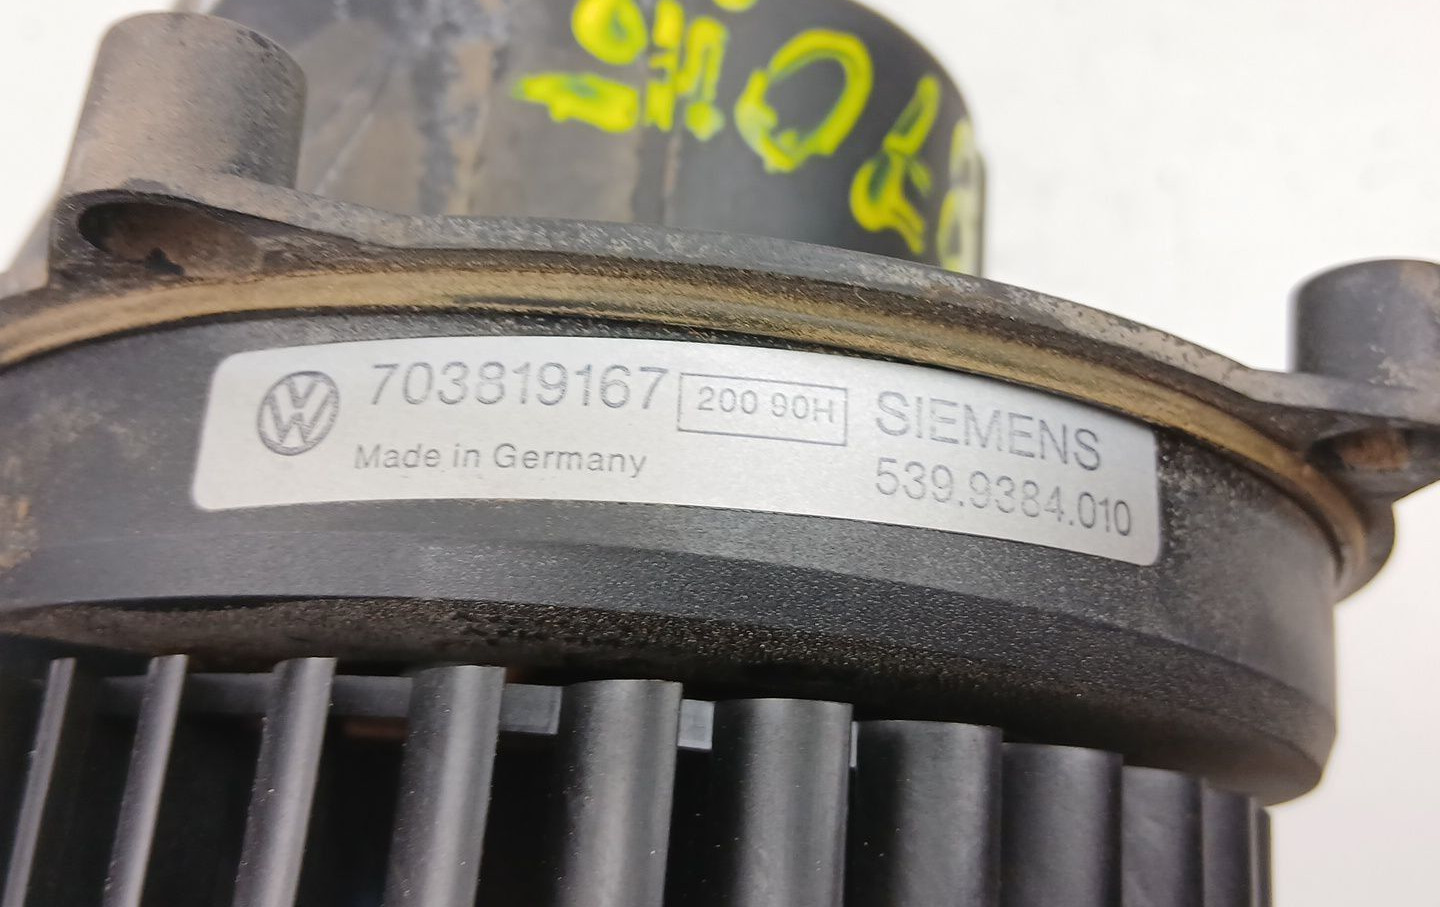 703819167 200 90H SIEMENS
Made in Germany 539.9384.010